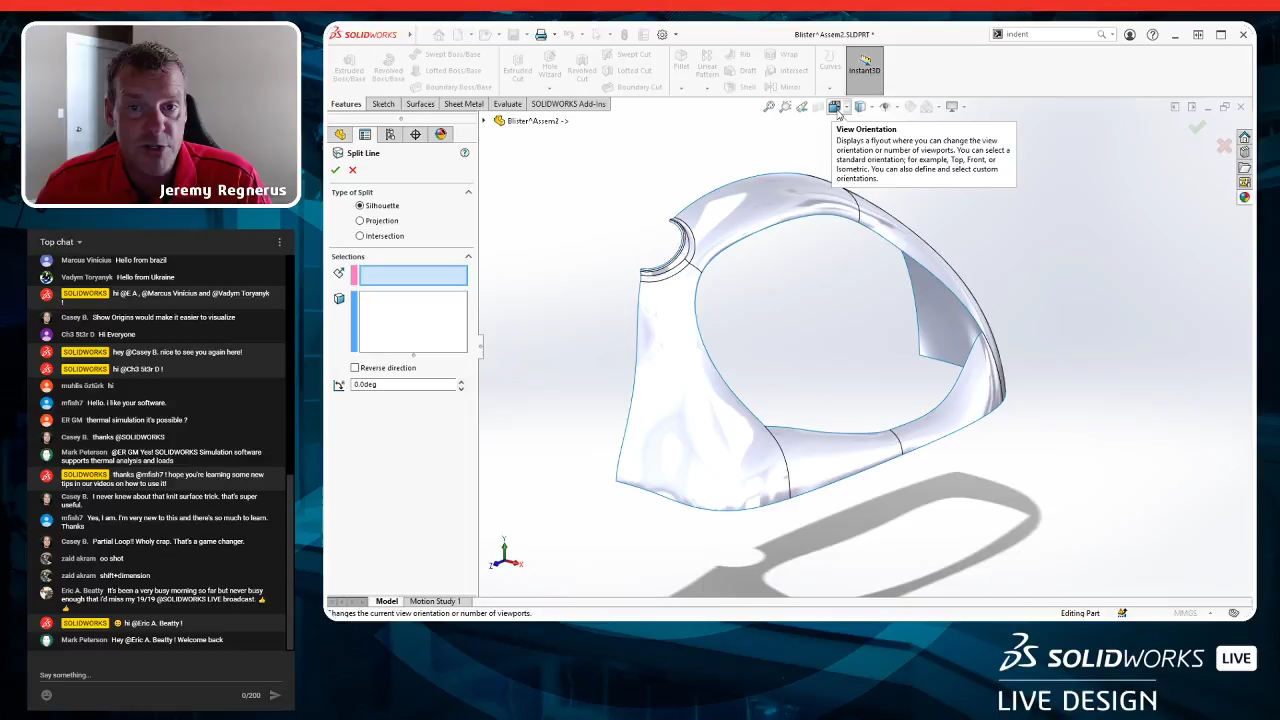 Jeremy Regnerus
Top chat
Marcus Vinícius Hello from brazil
Vadym Toryanyk Hello from Ukraine
SOLIDWORKS hi @E A , @Marcus Vinícius and @Vadym Toryanyk
!
Casey B. Show Origins would make it easier to visualize
Ch3 5t3r D Hi Everyone
SOLIDWORKS hey @Casey B. nice to see you again here!
SOLIDWORKS hi @Ch3 5t3r D !
muhlis öztürk hi
mfish7 Hello. i like your software.
ER GM thermal simulation it's possible ?
Casey B. thanks @SOLIDWORKS
Mark Peterson @ER GM Yes! SOLIDWORKS Simulation software
supports thermal analysis and loads
SOLIDWORKS thanks @mfish7 ! hope you're learning some new
tips in our videos on how to use it!
Casey B. I never knew about that knit surface trick. that's super
useful.
mfish7 Yes, I am. I'm very new to this and there's so much to learn.
Thanks
Casey B. Partial Loop!! Wholy crap. That's a game changer.
zaid akram oo shot
zaid akram shift+dimension
Eric A. Beatty It's been a very busy morning so far but never busy
enough that I'd miss my 19/19 @SOLIDWORKS LIVE broadcast.
SOLIDWORKS hi @Eric A. Beatty !
Mark Peterson Hey @Eric A. Beatty ! Welcome back
Say something...
0/200
SOLIDWORKS
Blister^Assem2.SLDPRT *
indent
Extruded Boss/Base
Revolved Boss/Base
Swept Boss/Base
Lofted Boss/Base
Boundary Boss/Base
Extruded Cut
Hole Wizard
Revolved Cut
Swept Cut
Lofted Cut
Boundary Cut
Fillet
Linear Pattern
Rib
Draft
Shell
Wrap
Intersect
Mirror
Curves
Instant3D
Features
Sketch
Surfaces
Sheet Metal
Evaluate
SOLIDWORKS Add-Ins
Split Line
Type of Split
Silhouette
Projection
Intersection
Selections
Reverse direction
0.0deg
Blister^Assem2 ->
View Orientation
Displays a flyout where you can change the view
orientation or number of viewports. You can select a
standard orientation; for example, Top, Front, or
Isometric. You can also define and select custom
orientations.
Y
Z
X
Model
Motion Study 1
hanges the current view orientation or number of viewports.
Editing Part
MMGS
SOLIDWORKS LIVE
LIVE DESIGN